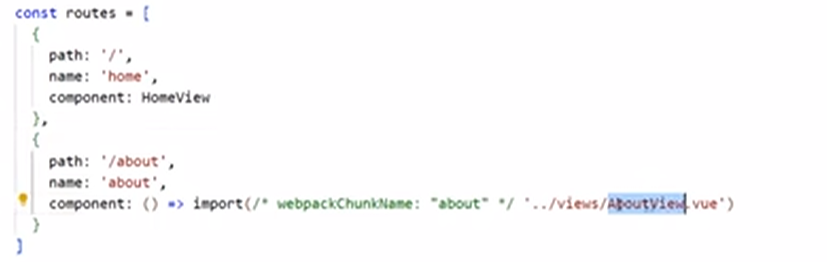 const routes = [
{
path: '/',
name: 'home',
component: HomeView
},
{
path: '/about',
name: 'about',
component: () => import(/* webpackChunkName: "about" */ '../views/AboutView.vue')
}
]